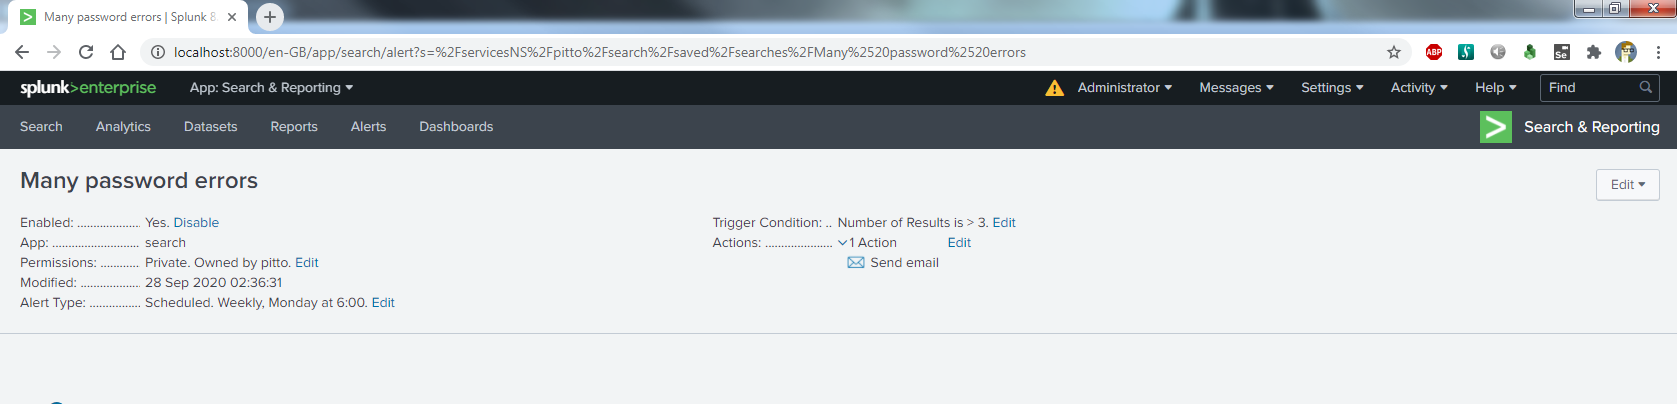 Many password errors | Splunk 8.
localhost:8000/en-GB/app/search/alert?s=%2FservicesNS%2Fpitto%2Fsearch%2Fsaved%2Fsearches%2FMany%2520password%2520errors
ABP
Se
splunk>enterprise App: Search & Reporting Administrator Messages Settings Activity Help Find
Search Analytics Datasets Reports Alerts Dashboards Search & Reporting
Many password errors
Edit
Enabled: ................... Yes. Disable
App: .......................... search
Permissions: ............ Private. Owned by pitto. Edit
Modified: .................. 28 Sep 2020 02:36:31
Alert Type: ................ Scheduled. Weekly, Monday at 6:00. Edit
Trigger Condition: .. Number of Results is > 3. Edit
Actions: .................... 1 Action Edit
Send email